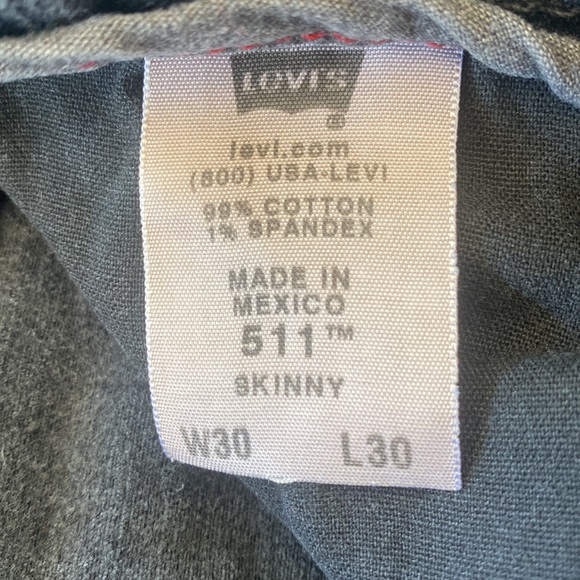 LEVI'S
levi.com
(800) USA-LEVI
99% COTTON
1% SPANDEX
MADE IN
MEXICO
511™
SKINNY
W30 L30